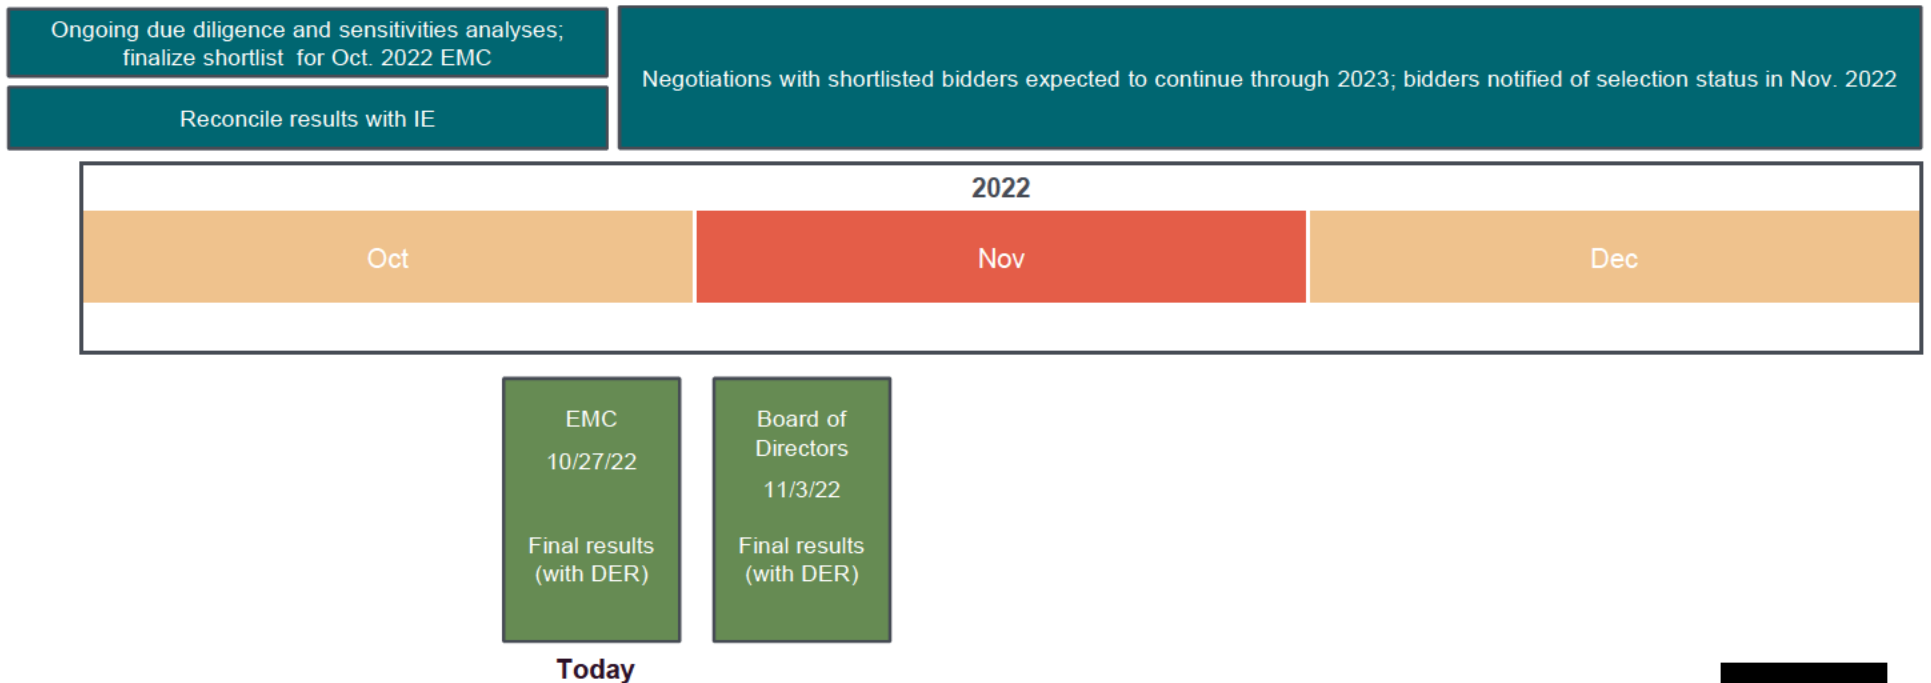 Ongoing due diligence and sensitivities analyses;
finalize shortlist for Oct. 2022 EMC
Reconcile results with IE
Negotiations with shortlisted bidders expected to continue through 2023; bidders notified of selection status in Nov. 2022
2022
Oct
Nov
Dec
EMC
10/27/22
Final results
(with DER)
Board of
Directors
11/3/22
Final results
(with DER)
Today